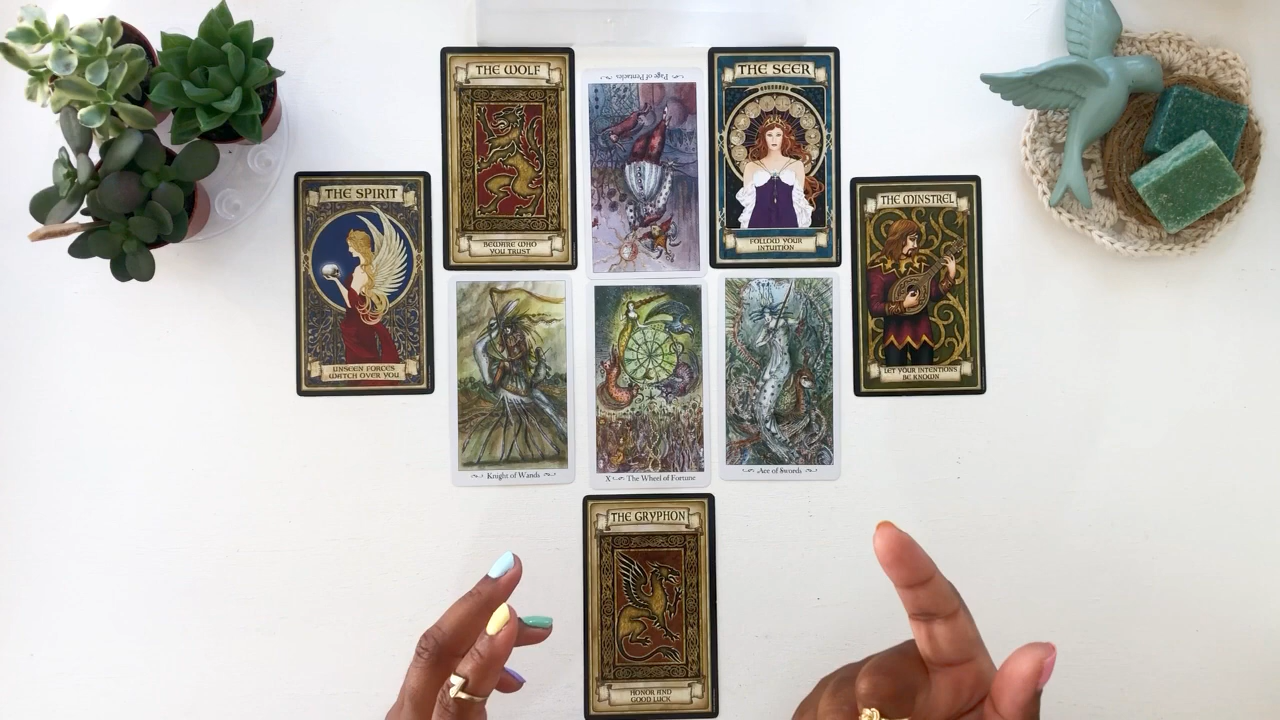 THE WOLF
BEWARE WHO
YOU TRUST
Page of Pentacles
THE SEER
FOLLOW YOUR
INTUITION
THE SPIRIT
UNSEEN FORCES
WATCH OVER YOU
THE MINSTREL
LET YOUR INTENTIONS
BE KNOWN
Knight of Wands
X The Wheel of Fortune
Ace of Swords
THE GRYPHON
HONOR AND
GOOD LUCK